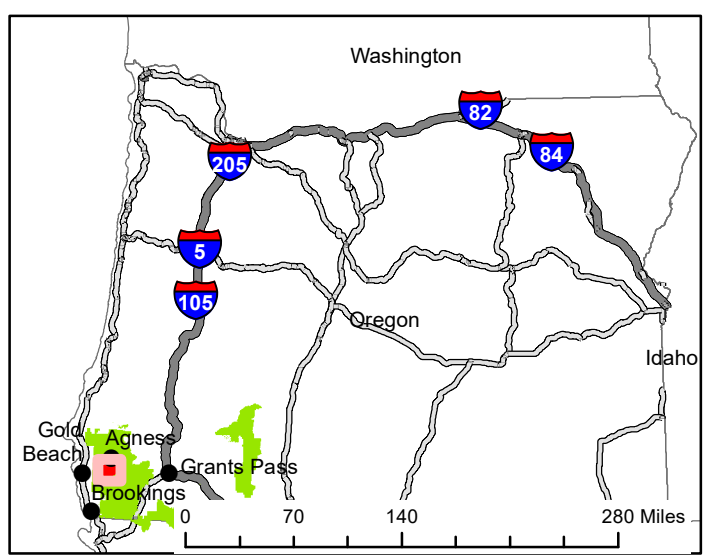 Washington
82
84
205
5
105
Oregon
Idaho
Gold
Beach
Agness
Grants Pass
Brookings
0 70 140 280 Miles